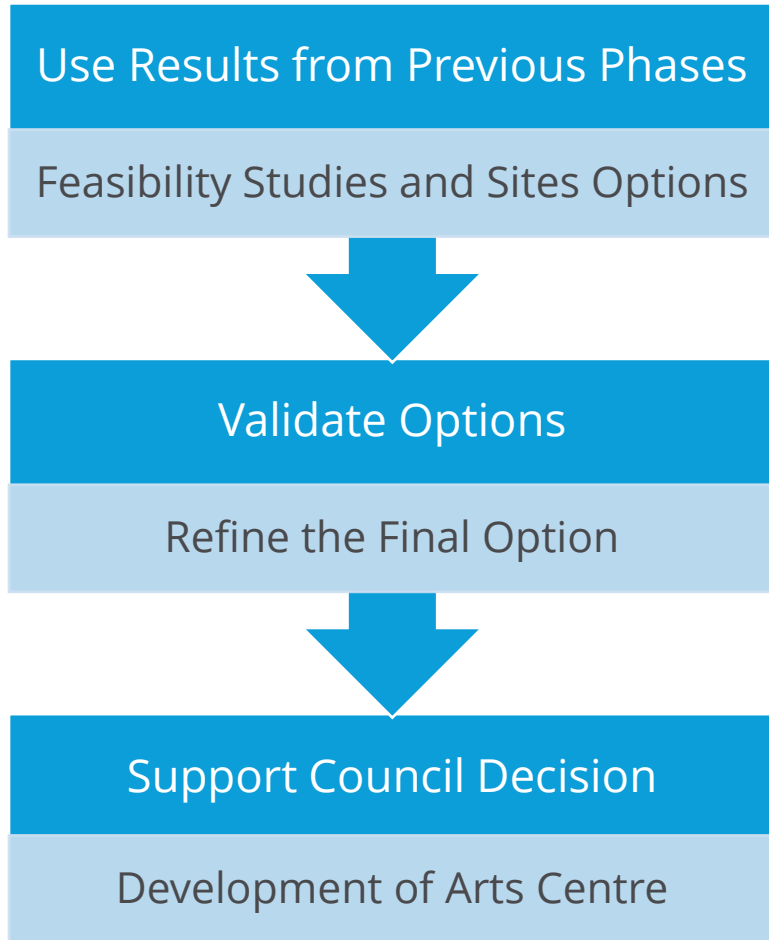 Use Results from Previous Phases
Feasibility Studies and Sites Options
Validate Options
Refine the Final Option
Support Council Decision
Development of Arts Centre